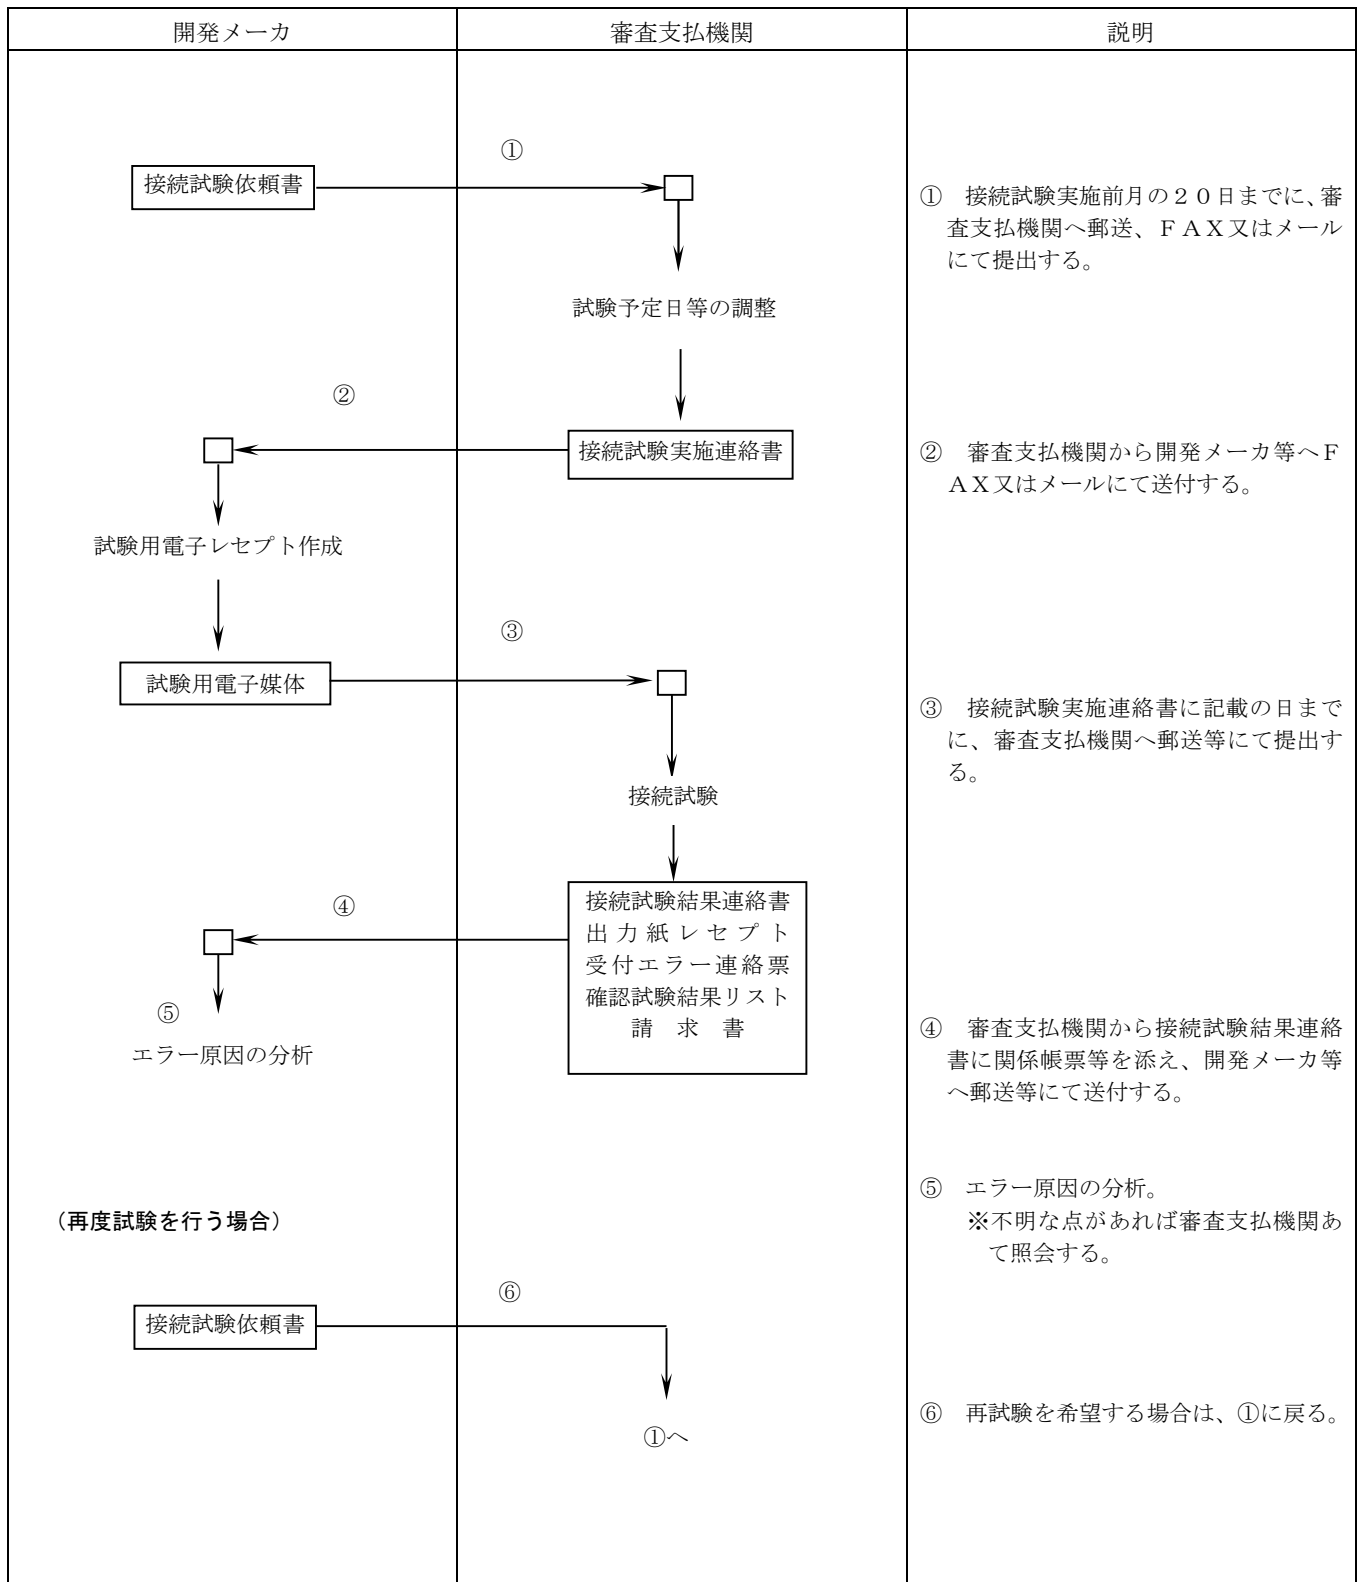 開発メーカ
審査支払機関
説明
①
接続試験依頼書
試験予定日等の調整
②
接続試験実施連絡書
試験用電子レセプト作成
③
試験用電子媒体
接続試験
④
接続試験結果連絡書
出力紙レセプト
受付エラー連絡票
確認試験結果リスト
請　求　書
⑤
エラー原因の分析
（再度試験を行う場合）
⑥
接続試験依頼書
①へ
①　接続試験実施前月の２０日までに、審
査支払機関へ郵送、ＦＡＸ又はメール
にて提出する。
②　審査支払機関から開発メーカ等へＦ
ＡＸ又はメールにて送付する。
③　接続試験実施連絡書に記載の日まで
に、審査支払機関へ郵送等にて提出す
る。
④　審査支払機関から接続試験結果連絡
書に関係帳票等を添え、開発メーカ等
へ郵送等にて送付する。
⑤　エラー原因の分析。
※不明な点があれば審査支払機関あ
て照会する。
⑥　再試験を希望する場合は、①に戻る。